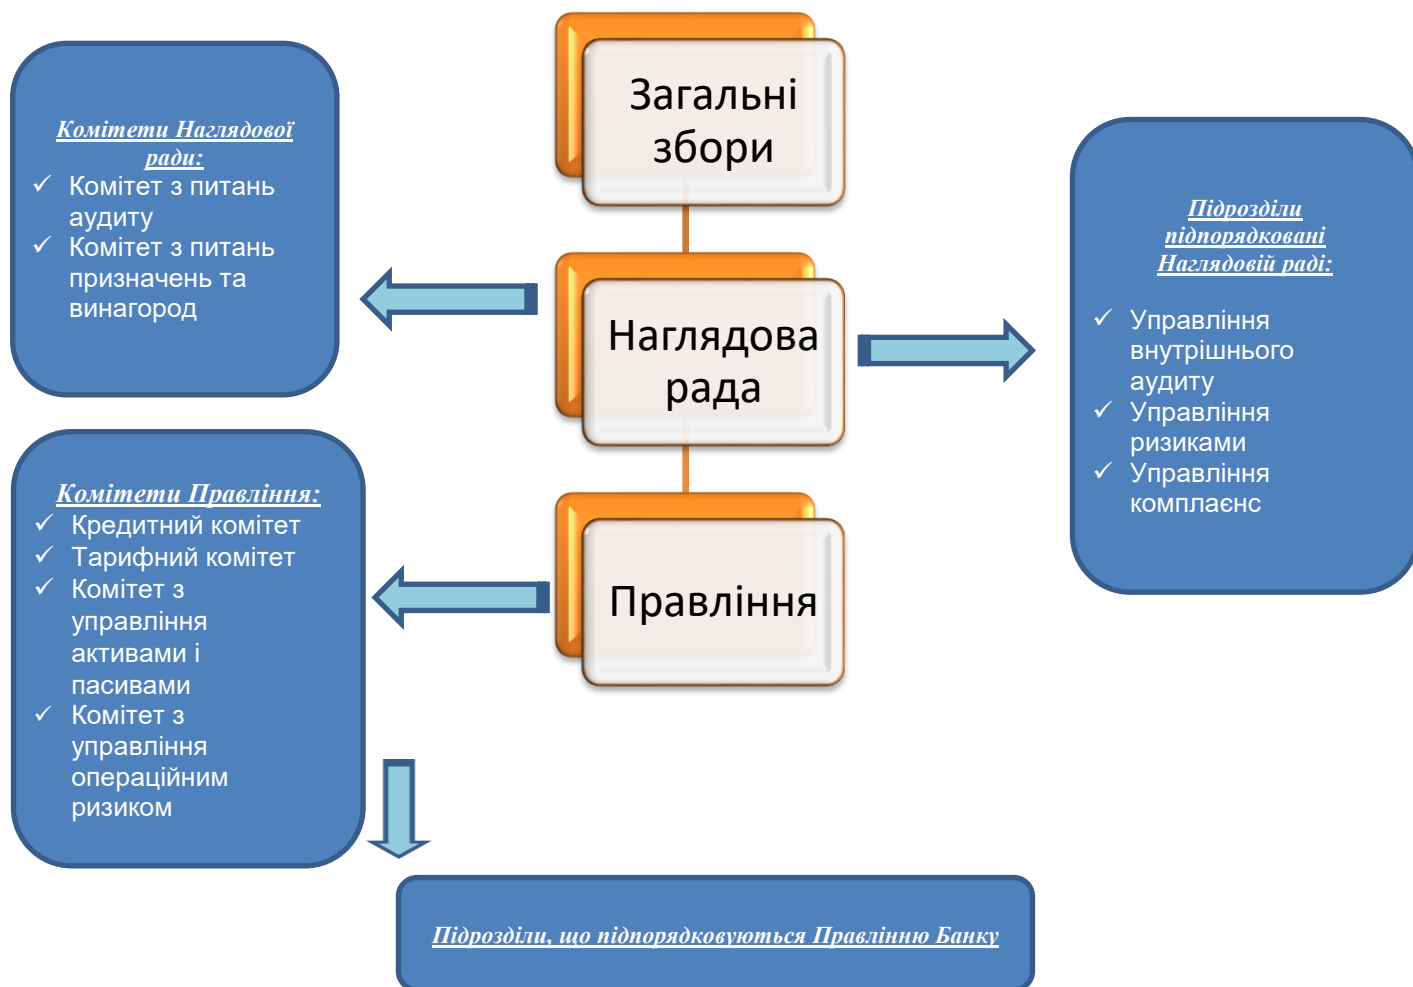 Загальні
збори
Комітети Наглядової
ради:
✓ Комітет з питань
аудиту
✓ Комітет з питань
призначень та
винагород
Наглядова
рада
Підрозділи
підпорядковані
Наглядовій раді:
✓ Управління
внутрішнього
аудиту
✓ Управління
ризиками
✓ Управління
комплаєнс
Комітети Правління:
✓ Кредитний комітет
✓ Тарифний комітет
✓ Комітет з
управління
активами і
пасивами
✓ Комітет з
управління
операційним
ризиком
Правління
Підрозділи, що підпорядковуються Правлінню Банку